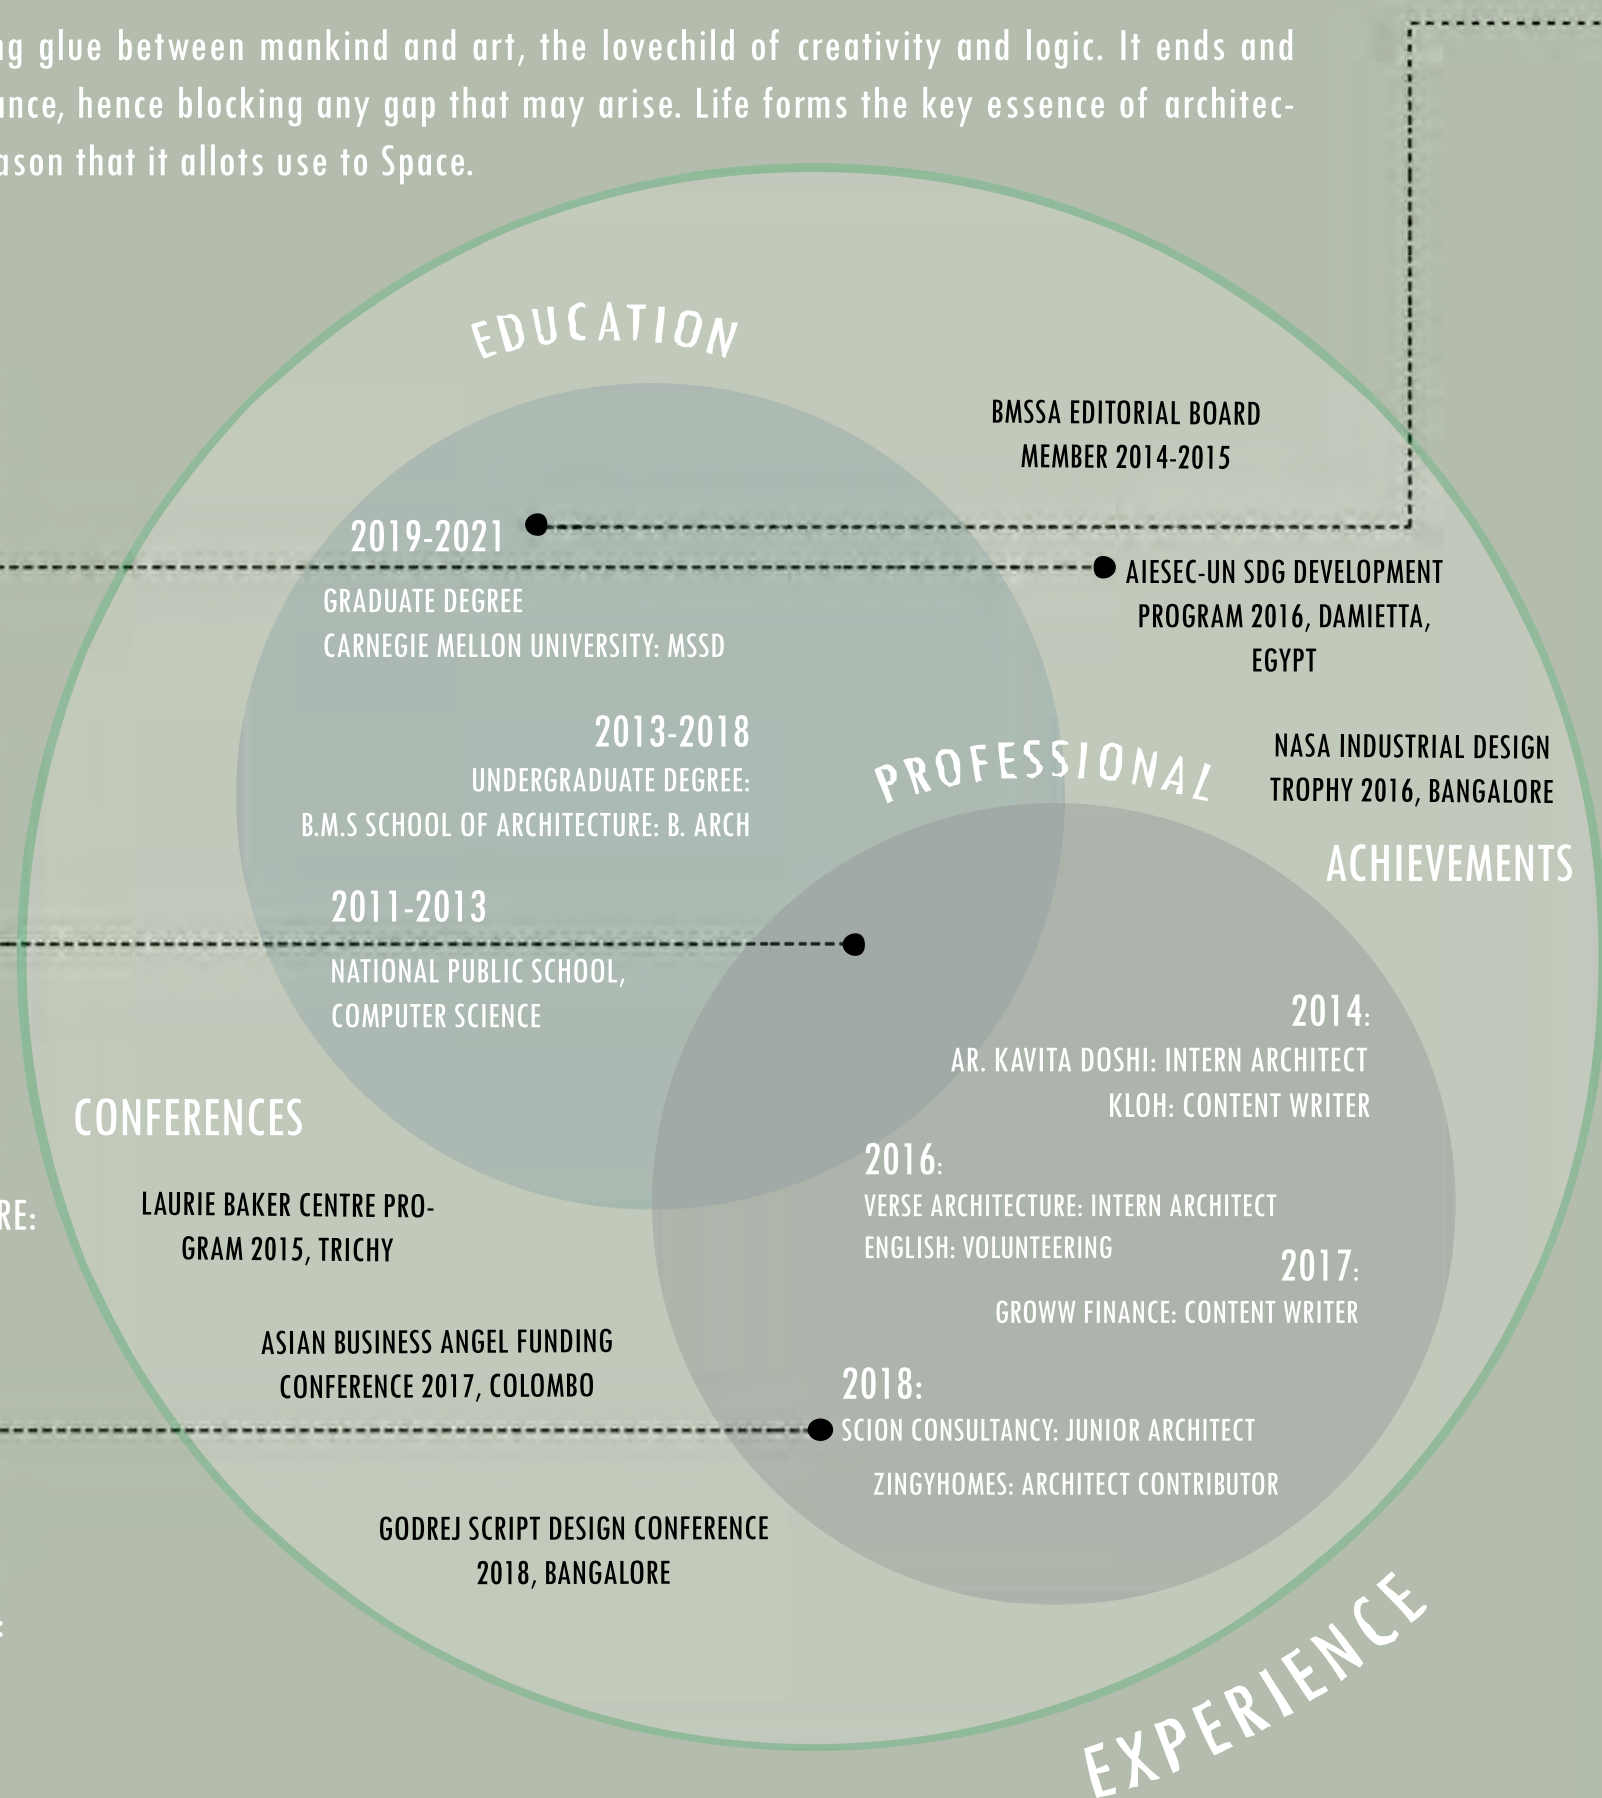 glue between mankind and art, the lovechild of creativity and logic. It ends and
hence blocking any gap that may arise. Life forms the key essence of architec-
that it allots use to Space.
EDUCATION
BMSSA EDITORIAL BOARD
MEMBER 2014-2015
2019-2021
GRADUATE DEGREE
CARNEGIE MELLON UNIVERSITY: MSSD
AIESEC-UN SDG DEVELOPMENT
PROGRAM 2016, DAMIETTA,
EGYPT
2013-2018
UNDERGRADUATE DEGREE:
B.M.S SCHOOL OF ARCHITECTURE: B. ARCH
PROFESSIONAL
NASA INDUSTRIAL DESIGN
TROPHY 2016, BANGALORE
ACHIEVEMENTS
2011-2013
NATIONAL PUBLIC SCHOOL,
COMPUTER SCIENCE
2014:
AR. KAVITA DOSHI: INTERN ARCHITECT
KLOH: CONTENT WRITER
CONFERENCES
2016:
VERSE ARCHITECTURE: INTERN ARCHITECT
ENGLISH: VOLUNTEERING
LAURIE BAKER CENTRE PRO-
GRAM 2015, TRICHY
RE:
2017:
GROWW FINANCE: CONTENT WRITER
ASIAN BUSINESS ANGEL FUNDING
CONFERENCE 2017, COLOMBO
2018:
SCION CONSULTANCY: JUNIOR ARCHITECT
ZINGYHOMES: ARCHITECT CONTRIBUTOR
GODREJ SCRIPT DESIGN CONFERENCE
2018, BANGALORE
EXPERIENCE